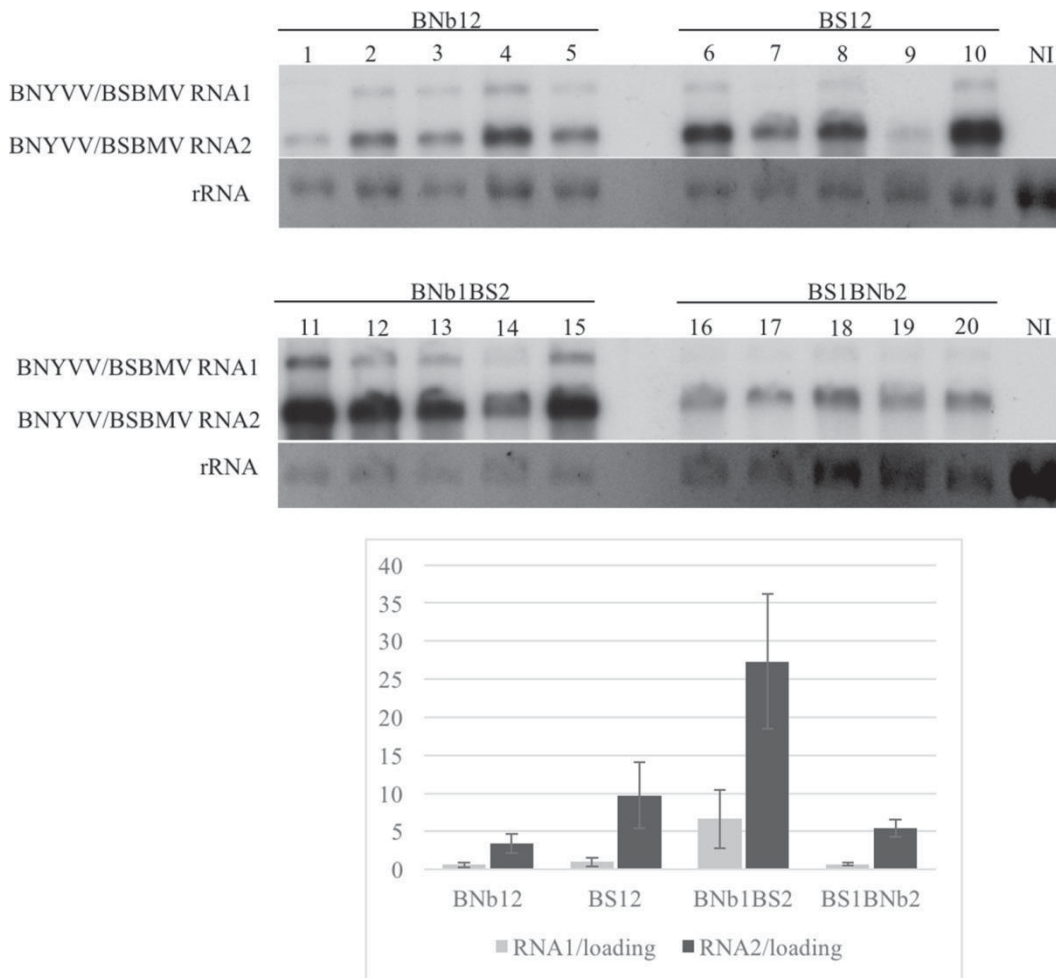 BNb12 BS12
1 2 3 4 5 6 7 8 9 10 NI
BNYVV/BSBMV RNA1
BNYVV/BSBMV RNA2
rRNA
BNb1BS2 BS1BNb2
11 12 13 14 15 16 17 18 19 20 NI
BNYVV/BSBMV RNA1
BNYVV/BSBMV RNA2
rRNA
40
35
30
25
20
15
10
5
0
BNb12 BS12 BNb1BS2 BS1BNb2
RNA1/loading RNA2/loading